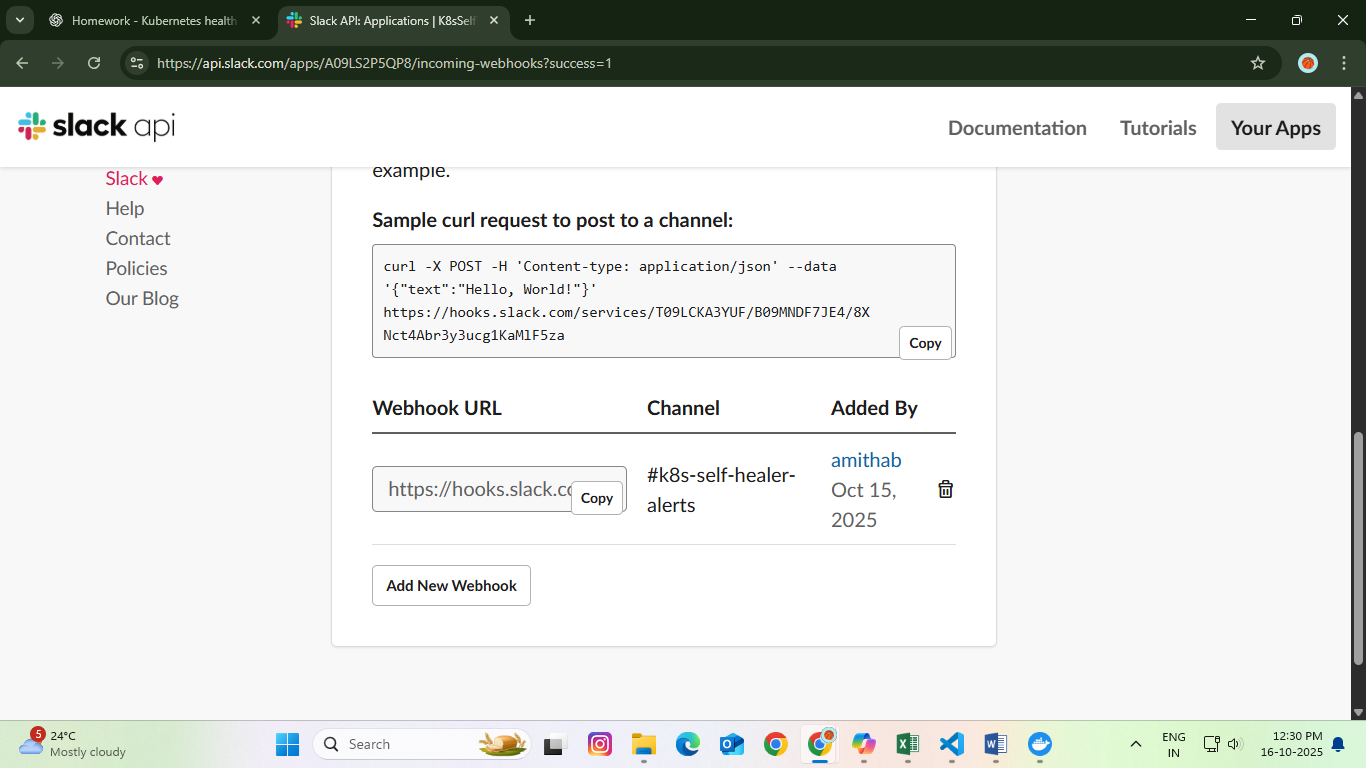 Homework - Kubernetes health
Slack API: Applications | K8sSelf
https://api.slack.com/apps/A09LS2P5QP8/incoming-webhooks?success=1
slack api
Documentation
Tutorials
Your Apps
Slack
Help
Contact
Policies
Our Blog
example.
Sample curl request to post to a channel:
curl -X POST -H 'Content-type: application/json' --data
'{"text":"Hello, World!"}'
https://hooks.slack.com/services/T09LCKA3YUF/B09MNDF7JE4/8X
Nct4Abr3y3ucg1KaMlF5za
Copy
Webhook URL
Channel
Added By
https://hooks.slack.co
Copy
#k8s-self-healer-
alerts
amithab
Oct 15,
2025
Add New Webhook
5
24°C
Mostly cloudy
Search
ENG
IN
12:30 PM
16-10-2025